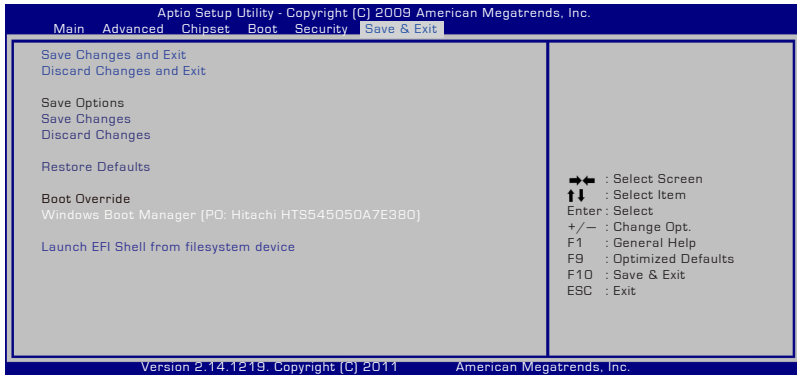 Aptio Setup Utility - Copyright (C) 2009 American Megatrends, Inc.
Main Advanced Chipset Boot Security Save & Exit
Save Changes and Exit
Discard Changes and Exit
Save Options
Save Changes
Discard Changes
Restore Defaults
Boot Override
Windows Boot Manager (PO: Hitachi HTS545050A7E380)
Launch EFI Shell from filesystem device
→← : Select Screen
↑↓ : Select Item
Enter : Select
+/— : Change Opt.
F1 : General Help
F9 : Optimized Defaults
F10 : Save & Exit
ESC : Exit
Version 2.14.1219. Copyright (C) 2011 American Megatrends, Inc.